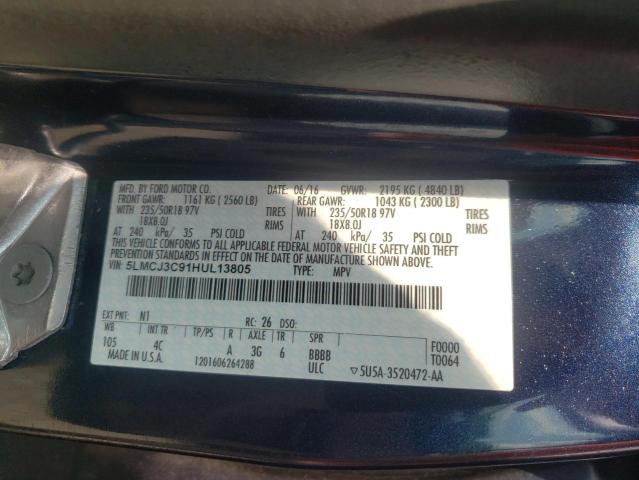 MFD. BY FORD MOTOR CO. DATE: 06/16 GVWR: 2195 KG ( 4840 LB)
FRONT GAWR: 1161 KG ( 2560 LB) REAR GAWR: 1043 KG ( 2300 LB)
WITH 235/50R18 97V TIRES WITH 235/50R18 97V TIRES
18X8.0J RIMS 18X8.0J RIMS
AT 240 kPa/ 35 PSI COLD AT 240 kPa/ 35 PSI COLD
THIS VEHICLE CONFORMS TO ALL APPLICABLE FEDERAL MOTOR VEHICLE SAFETY AND THEFT
PREVENTION STANDARDS IN EFFECT ON THE DATE OF MANUFACTURE SHOWN ABOVE.
VIN: 5LMCJ3C91HUL13805 TYPE: MPV
EXT PNT: N1 RC: 26 DSO:
WB INT TR TP/PS R AXLE TR SPR F0000
105 4C A 3G 6 BBBB T0064
MADE IN U.S.A. 1201606264288 ULC ▽5U5A-3520472-AA